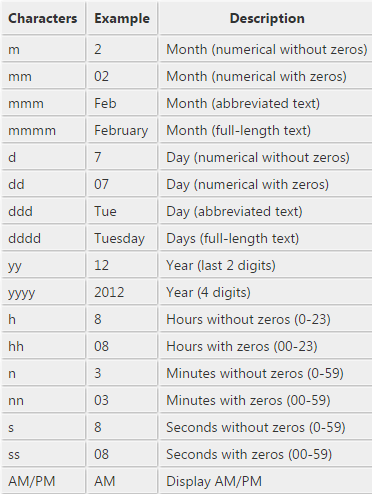 Characters Example Description
m 2 Month (numerical without zeros)
mm 02 Month (numerical with zeros)
mmm Feb Month (abbreviated text)
mmmm February Month (full-length text)
d 7 Day (numerical without zeros)
dd 07 Day (numerical with zeros)
ddd Tue Day (abbreviated text)
dddd Tuesday Days (full-length text)
yy 12 Year (last 2 digits)
yyyy 2012 Year (4 digits)
h 8 Hours without zeros (0-23)
hh 08 Hours with zeros (00-23)
n 3 Minutes without zeros (0-59)
nn 03 Minutes with zeros (00-59)
s 8 Seconds without zeros (0-59)
ss 08 Seconds with zeros (00-59)
AM/PM AM Display AM/PM